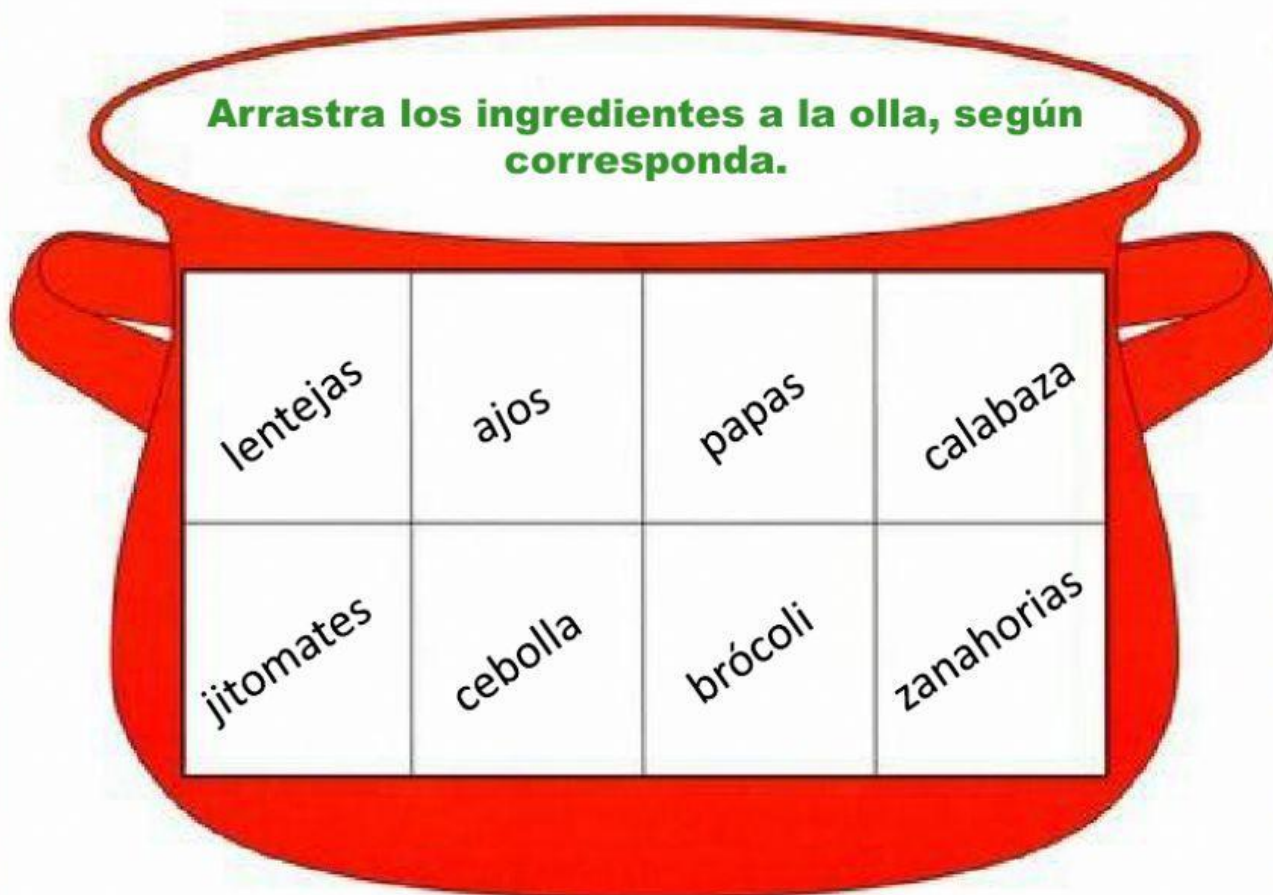 Arrastra los ingredientes a la olla, según
corresponda.
lentejas
ajos
papas
calabaza
jitomates
cebolla
brócoli
zanahorias